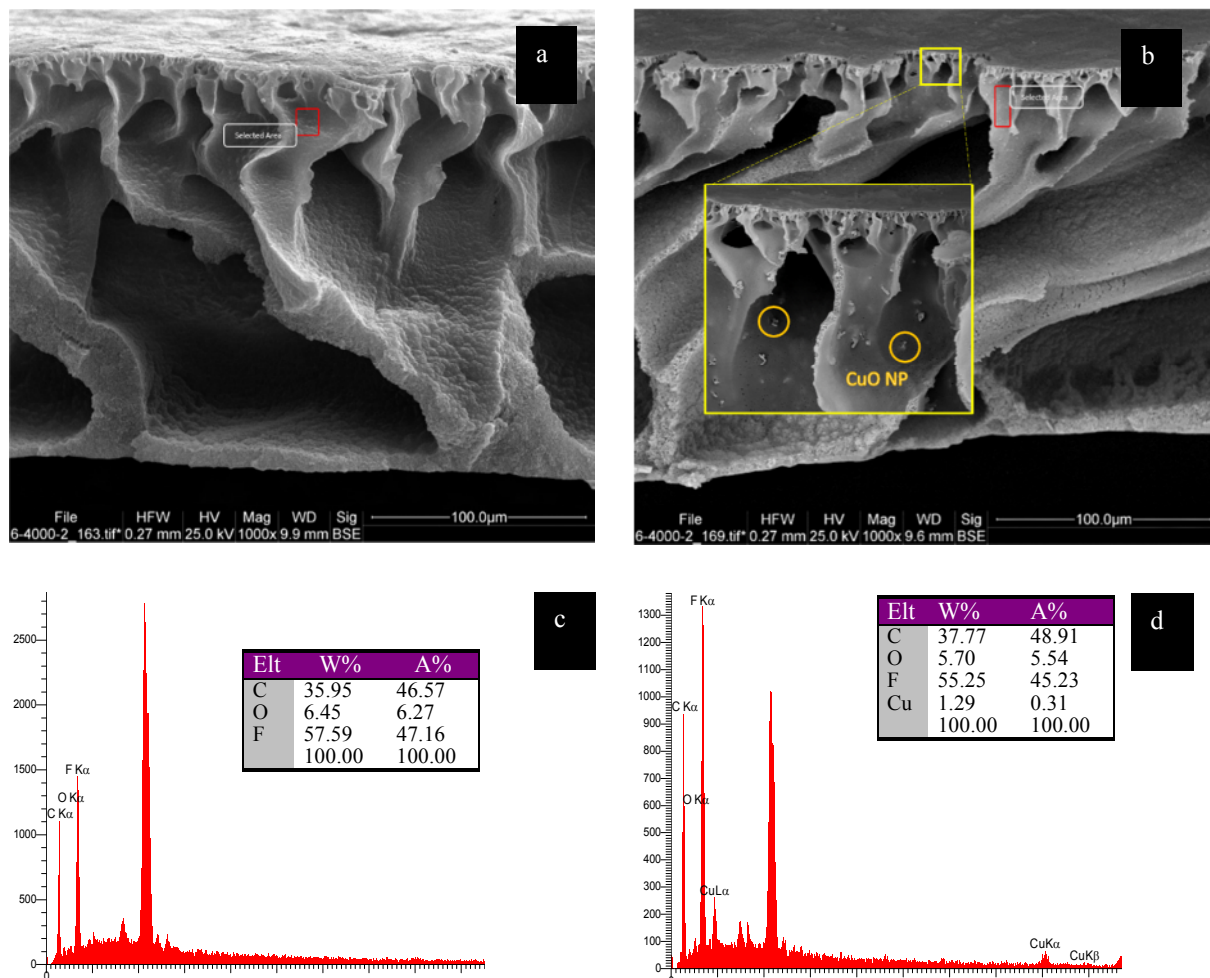 a
Selected Area
File HFW HV Mag WD Sig 100.0µm
6-4000-2_163.tif* 0.27 mm 25.0 kV 1000x 9.9 mm BSE
b
Selected Area
CuO NP
File HFW HV Mag WD Sig 100.0µm
6-4000-2_169.tif* 0.27 mm 25.0 kV 1000x 9.6 mm BSE
c
Elt W% A%
C 35.95 46.57
O 6.45 6.27
F 57.59 47.16
100.00 100.00
2500
2000
1500
1000
500
0
F Kα
O Kα
C Kα
0
d
Elt W% A%
C 37.77 48.91
O 5.70 5.54
F 55.25 45.23
Cu 1.29 0.31
100.00 100.00
1300
1200
1100
1000
900
800
700
600
500
400
300
200
100
0
F Kα
C Kα
O Kα
CuLα
CuKα
CuKβ